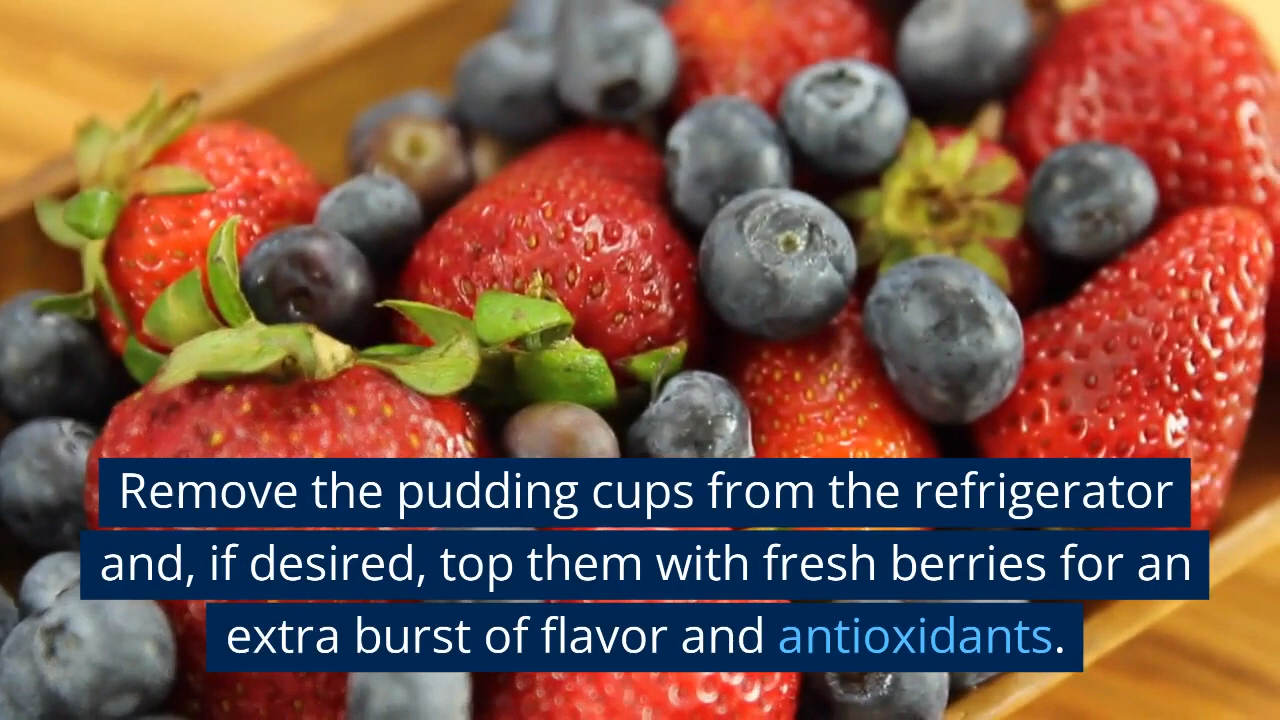 Remove the pudding cups from the refrigerator
and, if desired, top them with fresh berries for an
extra burst of flavor and antioxidants.